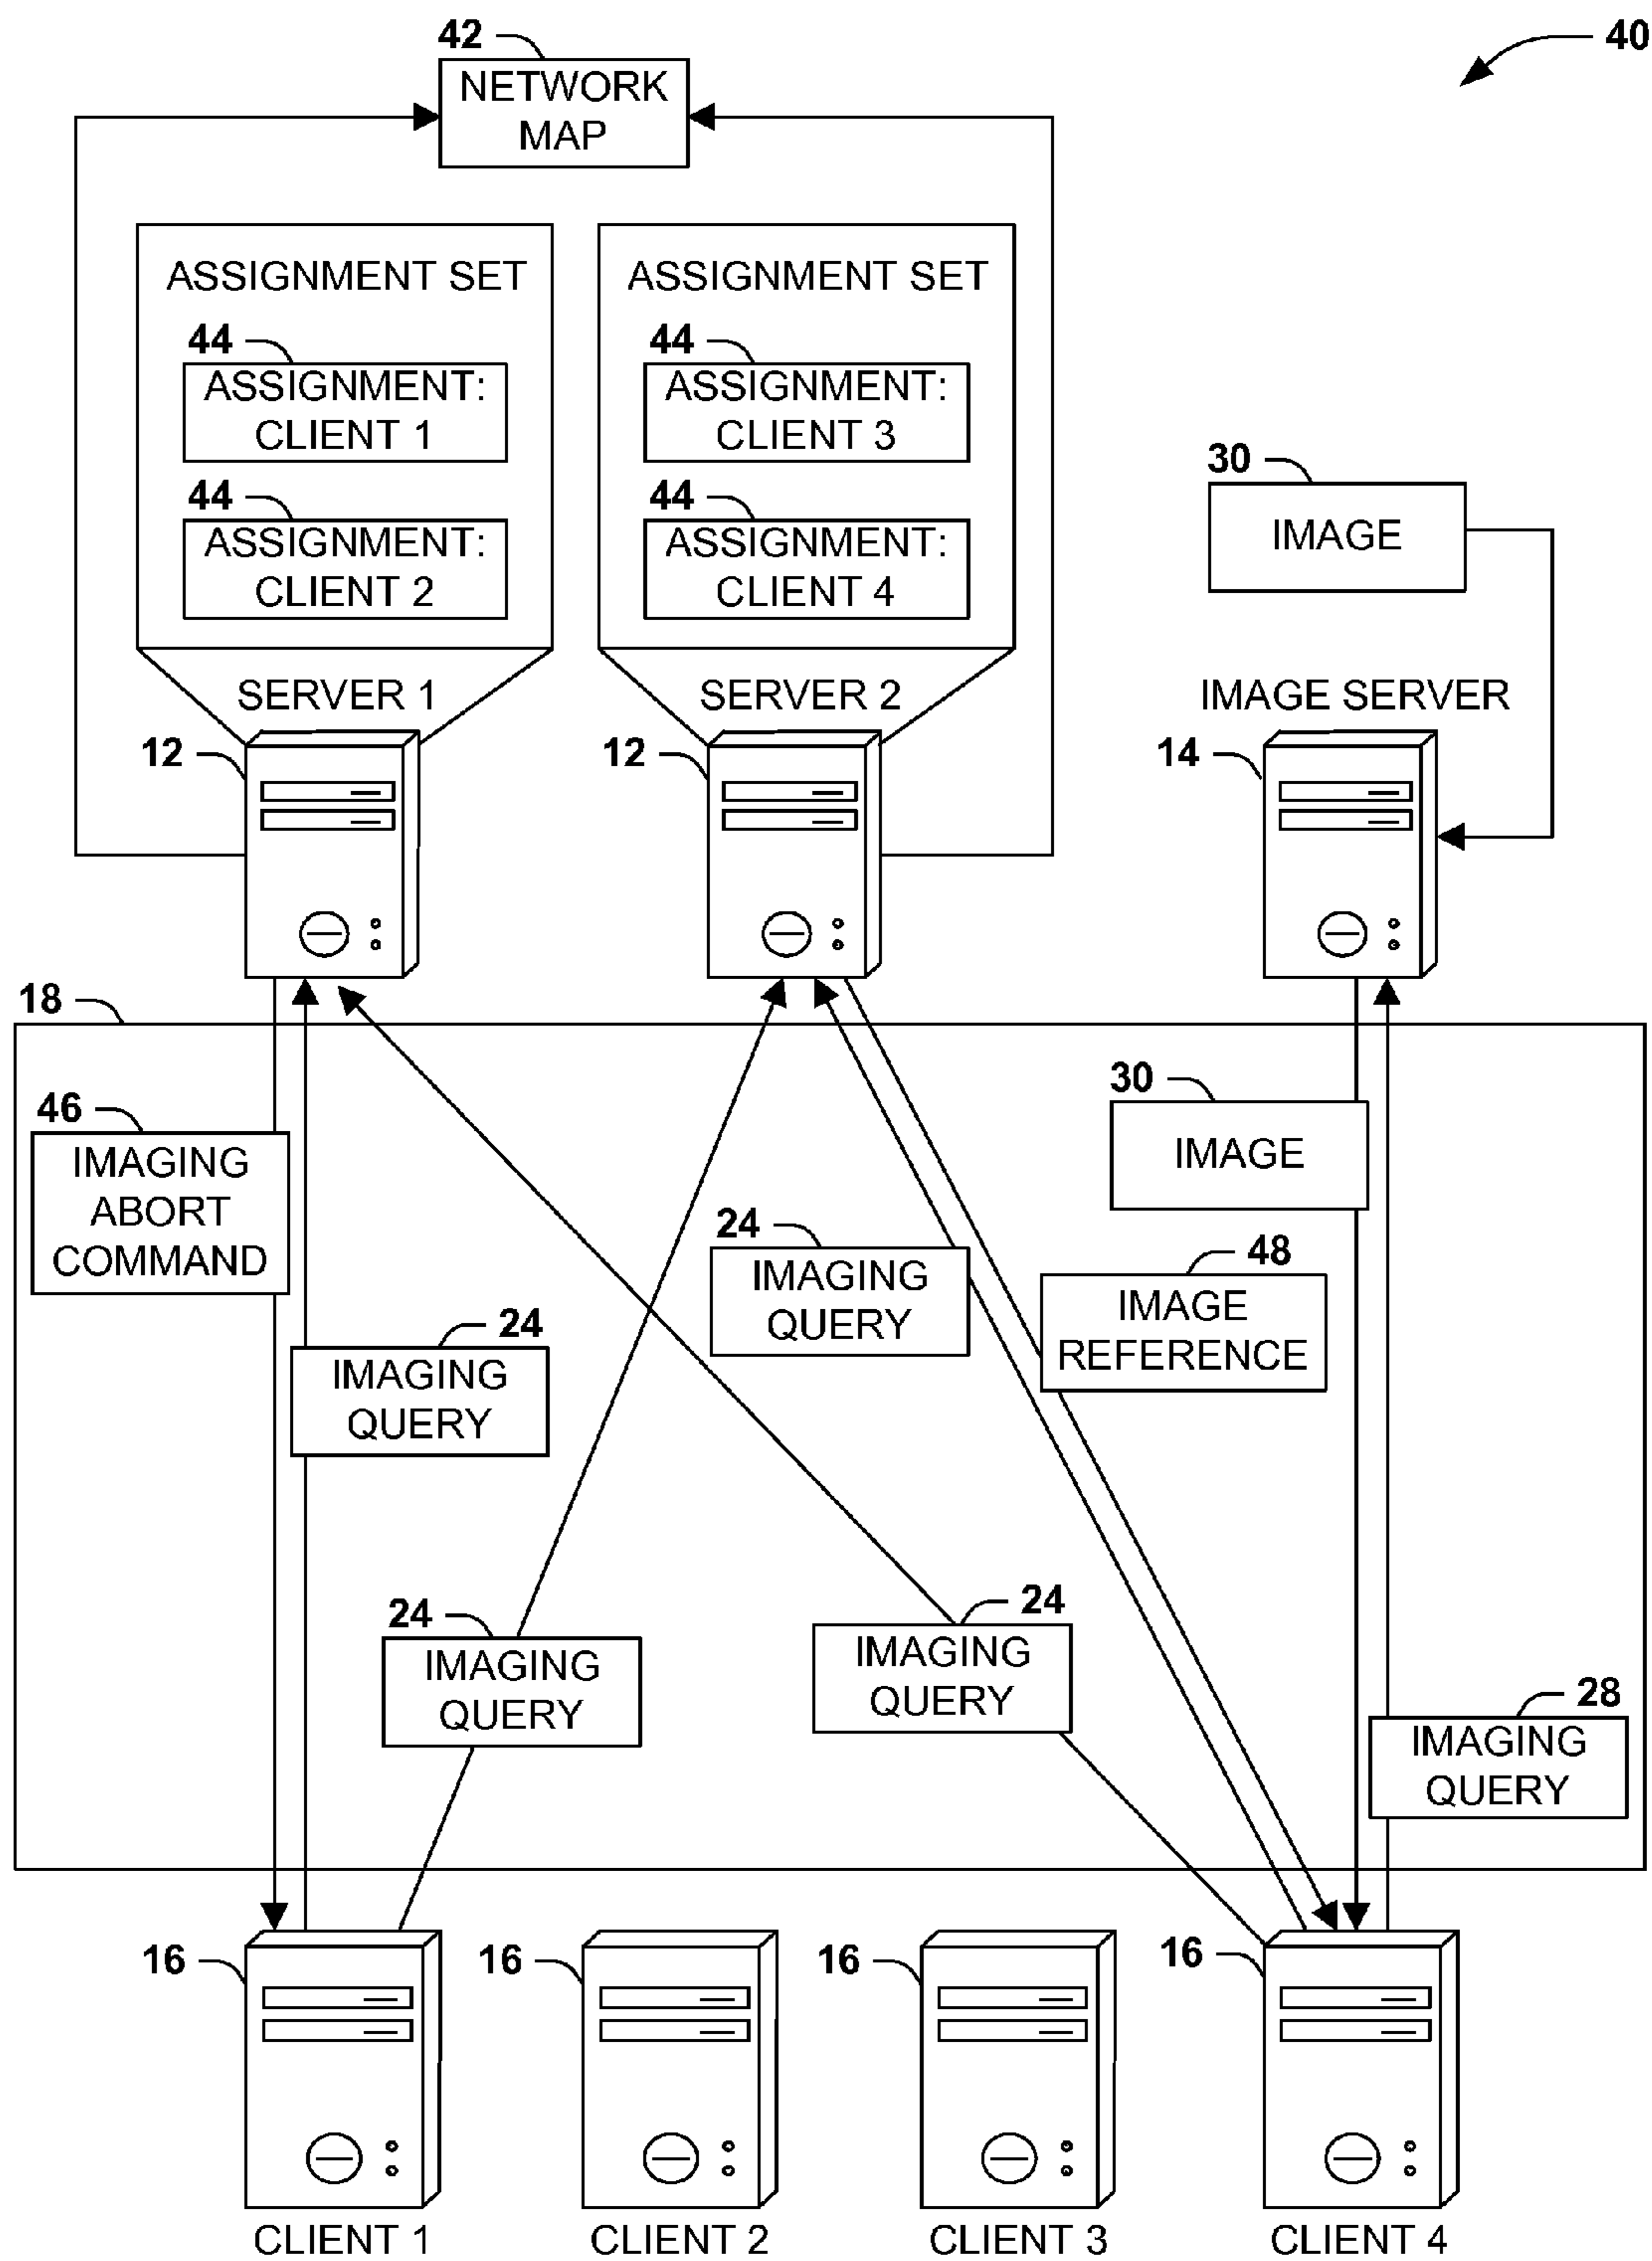 40
42
NETWORK
MAP
ASSIGNMENT SET
44
ASSIGNMENT:
CLIENT 1
44
ASSIGNMENT:
CLIENT 2
ASSIGNMENT SET
44
ASSIGNMENT:
CLIENT 3
44
ASSIGNMENT:
CLIENT 4
30
IMAGE
SERVER 1
12
SERVER 2
12
IMAGE SERVER
14
18
46
IMAGING
ABORT
COMMAND
24
IMAGING
QUERY
24
IMAGING
QUERY
30
IMAGE
48
IMAGE
REFERENCE
24
IMAGING
QUERY
24
IMAGING
QUERY
28
IMAGING
QUERY
16
16
16
16
CLIENT 1
CLIENT 2
CLIENT 3
CLIENT 4